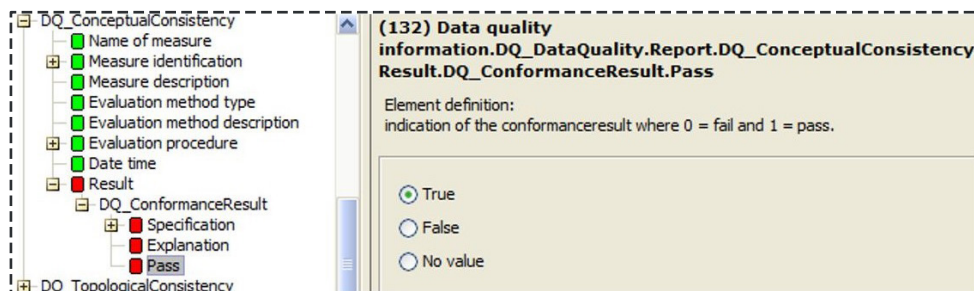 DQ_ConceptualConsistency
Name of measure
Measure identification
Measure description
Evaluation method type
Evaluation method description
Evaluation procedure
Date time
Result
DQ_ConformanceResult
Specification
Explanation
Pass
DQ_TopologicalConsistency
(132) Data quality
information.DQ_DataQuality.Report.DQ_ConceptualConsistency
Result.DQ_ConformanceResult.Pass
Element definition:
indication of the conformanceresult where 0 = fail and 1 = pass.
True
False
No value